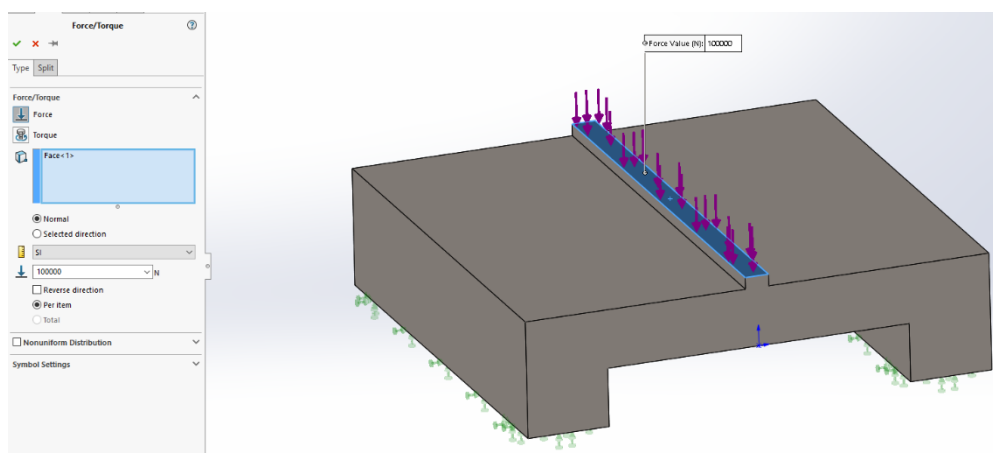 Force/Torque
Type Split
Force/Torque
Force
Torque
Face<1>
Normal
Selected direction
SI
100000 N
Reverse direction
Per item
Total
Nonuniform Distribution
Symbol Settings
Force Value (N): 100000